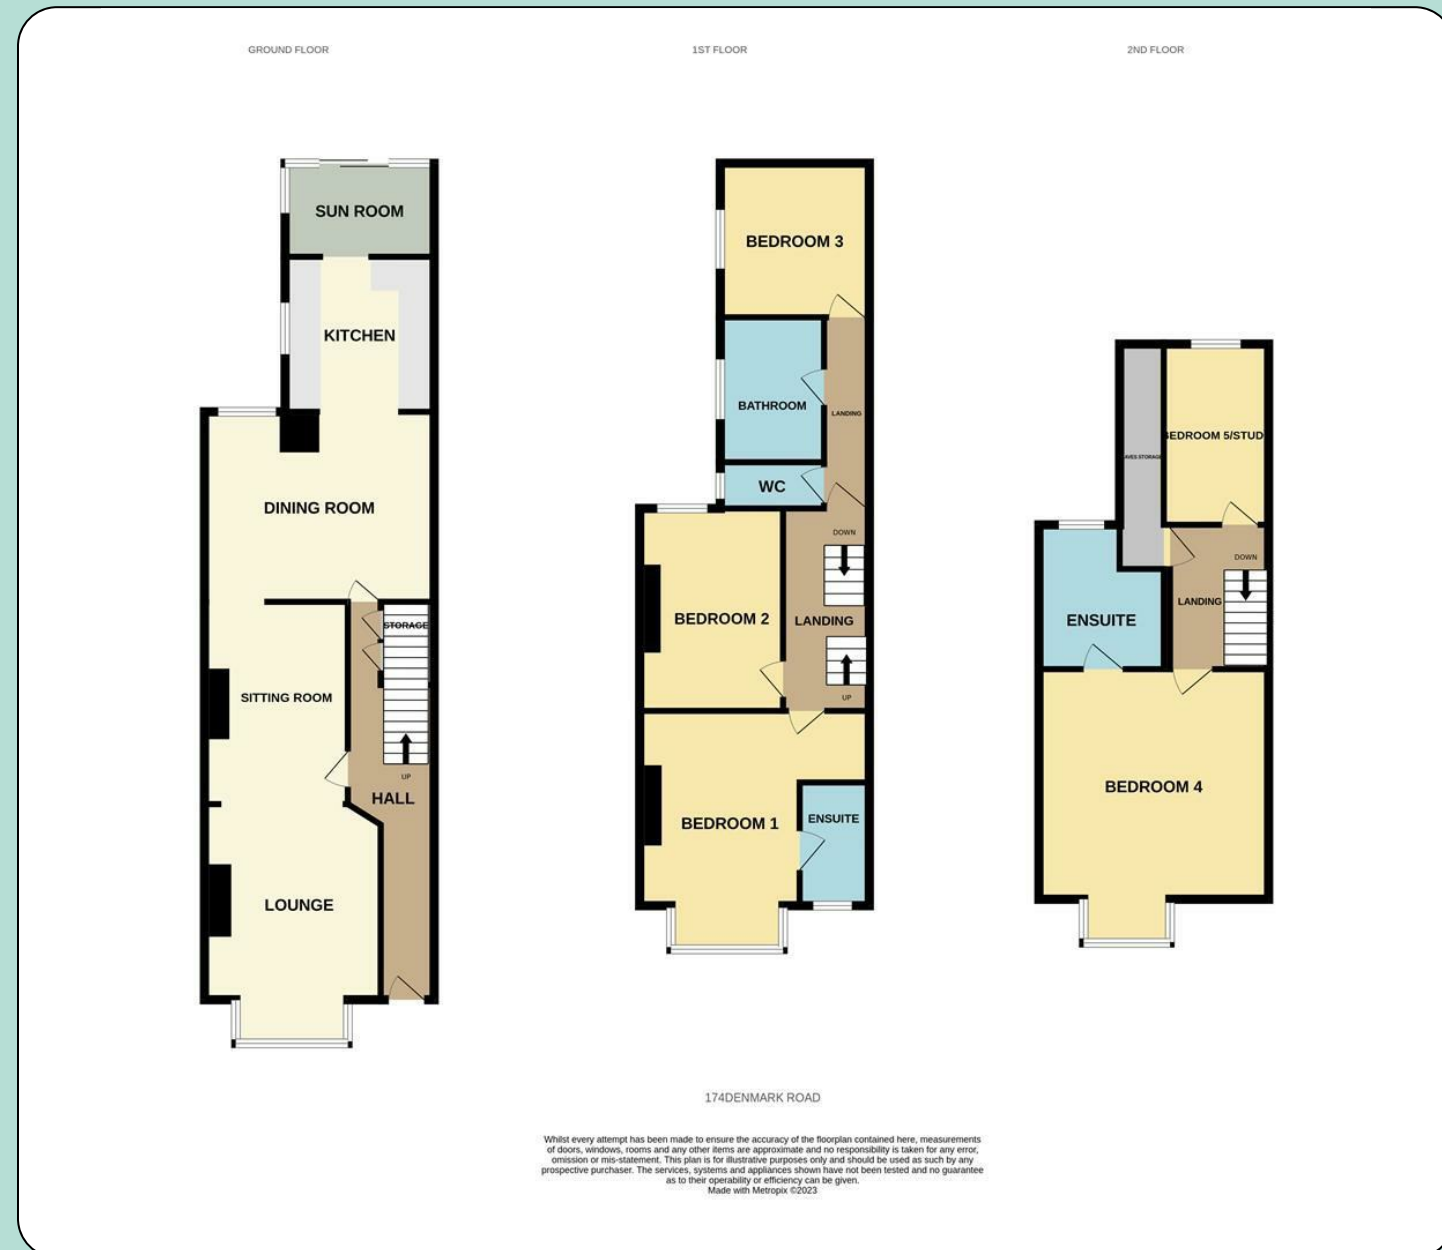 GROUND FLOOR
1ST FLOOR
2ND FLOOR
SUN ROOM
KITCHEN
DINING ROOM
STORAGE
SITTING ROOM
UP
HALL
LOUNGE
BEDROOM 3
BATHROOM
LANDING
WC
DOWN
BEDROOM 2
LANDING
UP
BEDROOM 1
ENSUITE
BEDROOM 5/STUD
AVES STORAGE
DOWN
LANDING
ENSUITE
BEDROOM 4
174DENMARK ROAD
Whilst every attempt has been made to ensure the accuracy of the floorplan contained here, measurements
of doors, windows, rooms and any other items are approximate and no responsibility is taken for any error,
omission or mis-statement. This plan is for illustrative purposes only and should be used as such by any
prospective purchaser. The services, systems and appliances shown have not been tested and no guarantee
as to their operability or efficiency can be given.
Made with Metropix ©2023